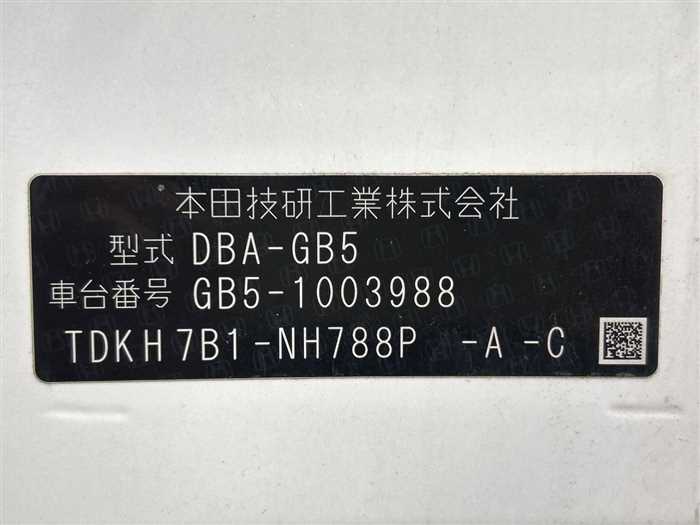 本田技研工業株式会社
型式 DBA-GB5
車台番号 GB5-1003988
TDKH7B1-NH788P -A-C